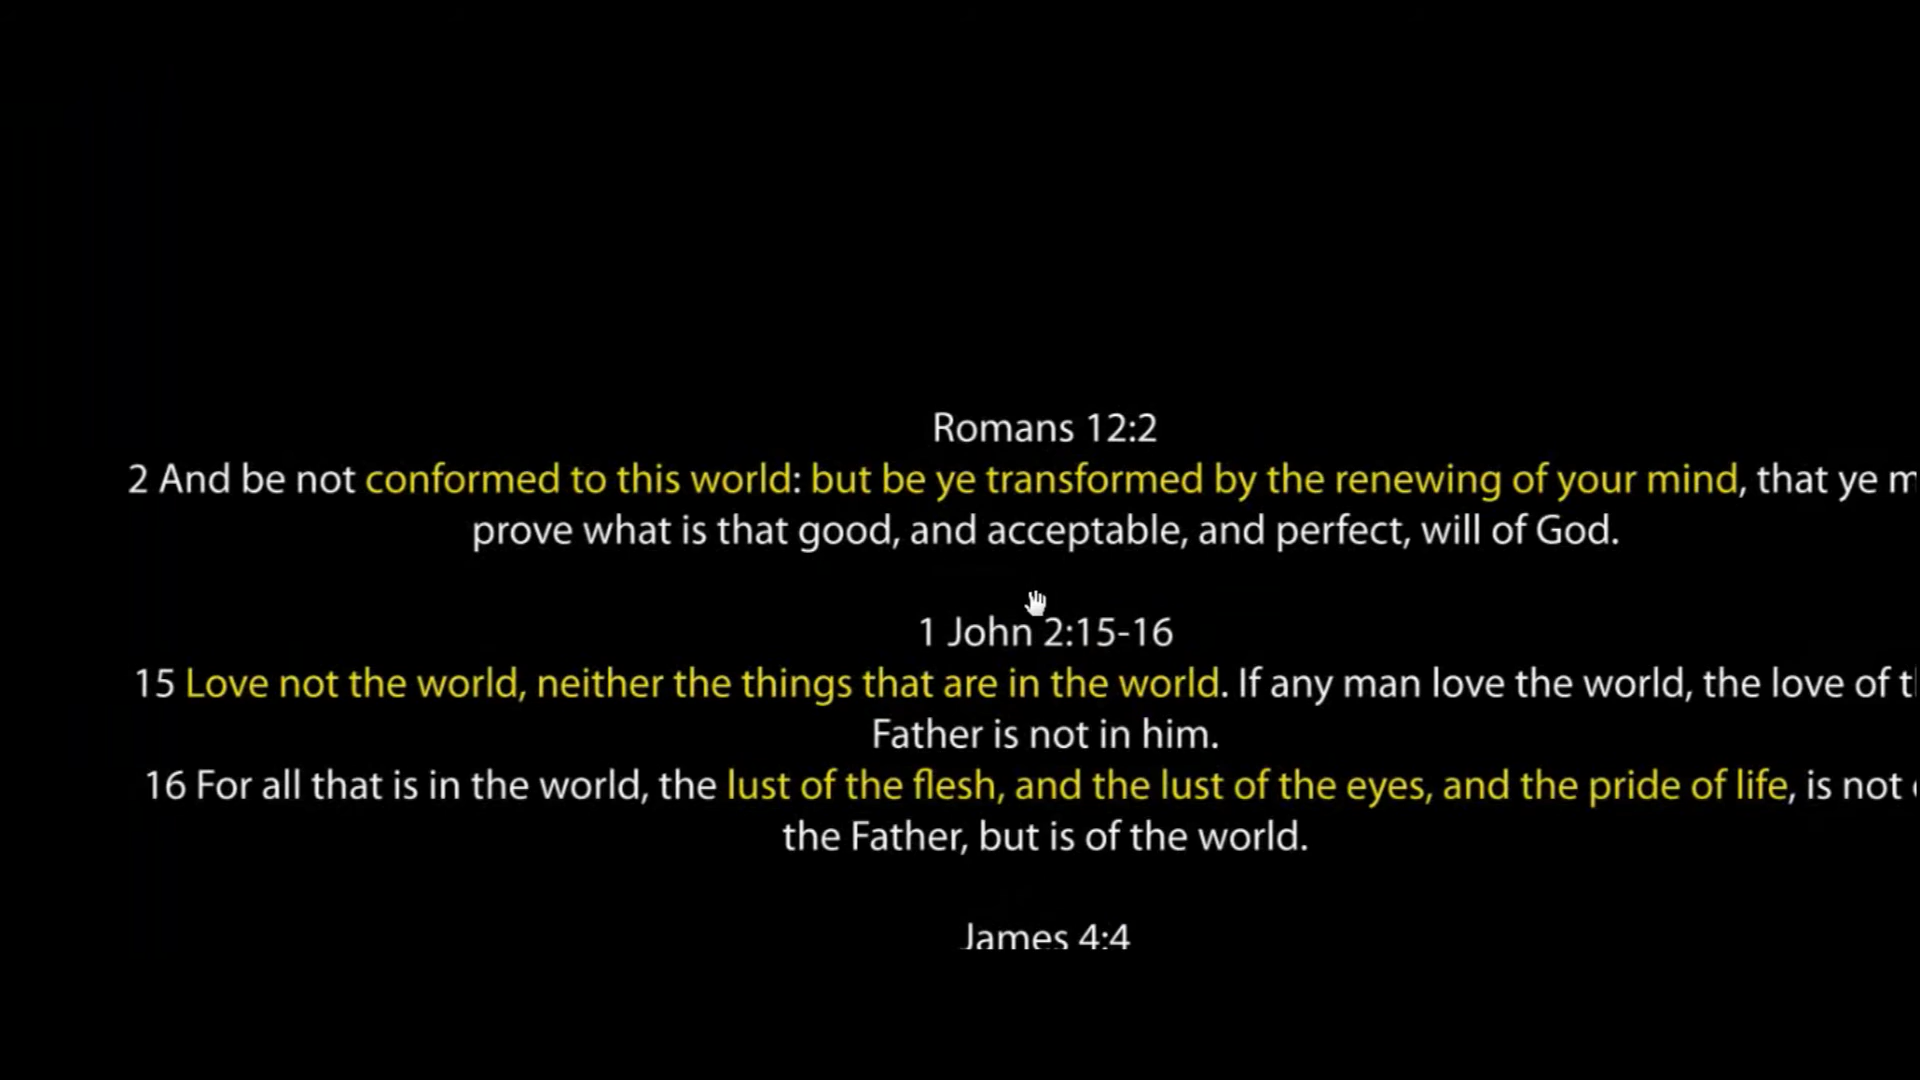 Romans 12:2
2 And be not conformed to this world: but be ye transformed by the renewing of your mind, that ye
prove what is that good, and acceptable, and perfect, will of God.
1 John 2:15-16
15 Love not the world, neither the things that are in the world. If any man love the world, the love of
Father is not in him.
16 For all that is in the world, the lust of the flesh, and the lust of the eyes, and the pride of life, is not
the Father, but is of the world.
James 4:4